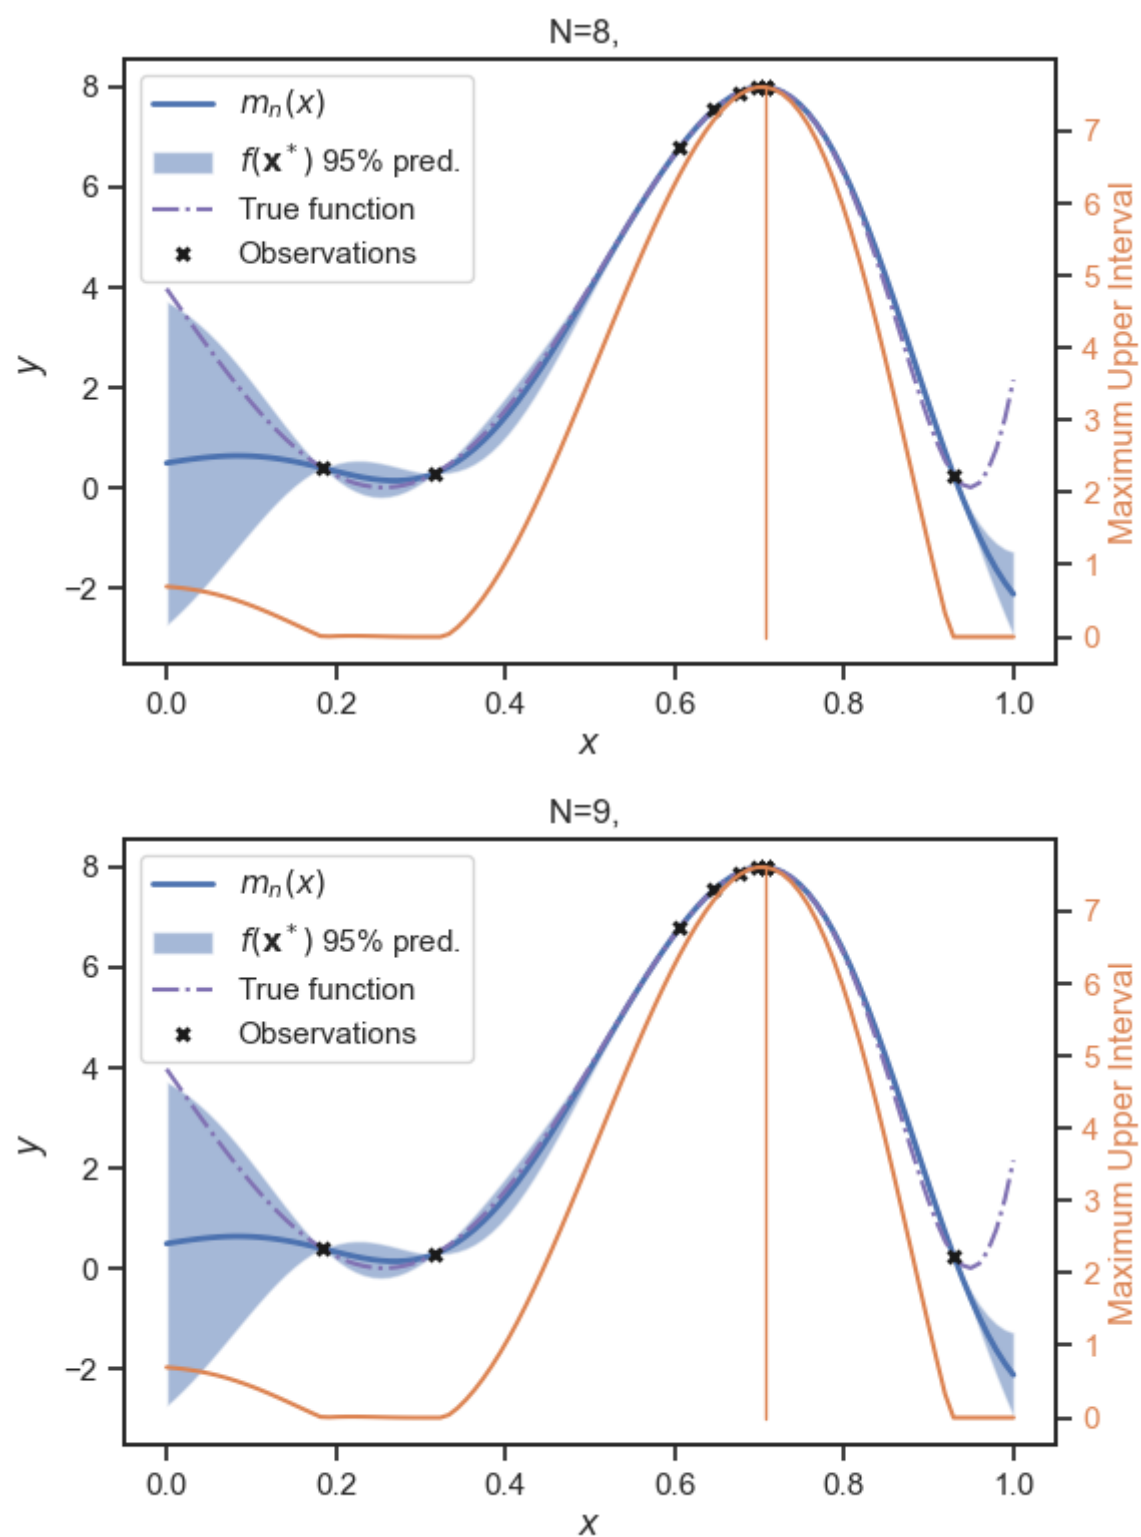 N=8,
8
6
4
2
0
−2
y
mₙ(x)
f(𝐱*) 95% pred.
True function
Observations
7
6
5
4
3
2
1
0
Maximum Upper Interval
0.0 0.2 0.4 0.6 0.8 1.0
x
N=9,
8
6
4
2
0
−2
y
mₙ(x)
f(𝐱*) 95% pred.
True function
Observations
7
6
5
4
3
2
1
0
Maximum Upper Interval
0.0 0.2 0.4 0.6 0.8 1.0
x